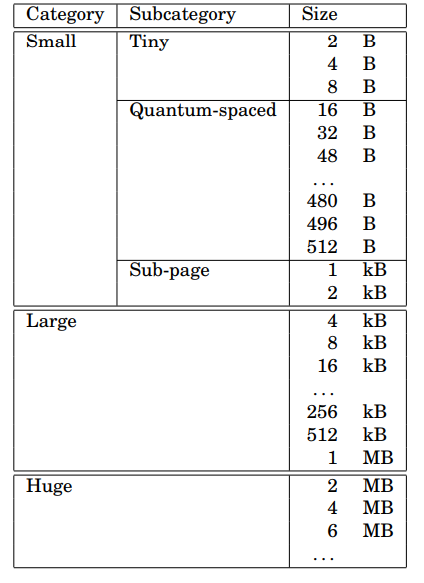 Category Subcategory Size
Small Tiny 2 B
4 B
8 B
Quantum-spaced 16 B
32 B
48 B
...
480 B
496 B
512 B
Sub-page 1 kB
2 kB
Large 4 kB
8 kB
16 kB
...
256 kB
512 kB
1 MB
Huge 2 MB
4 MB
6 MB
...